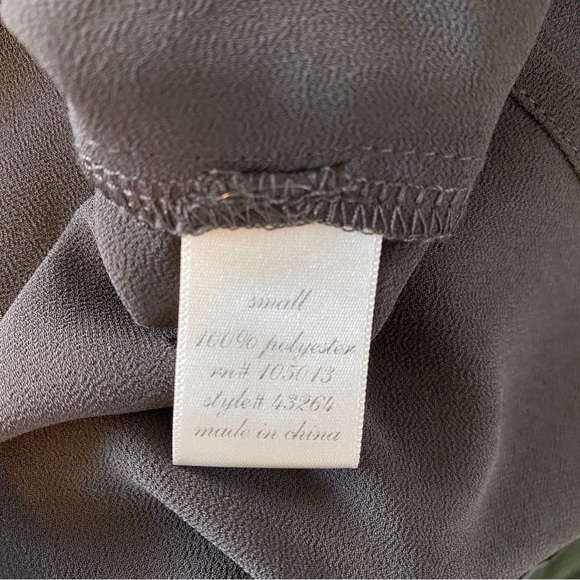 small
100% polyester
rn# 105013
style# 43264
made in china